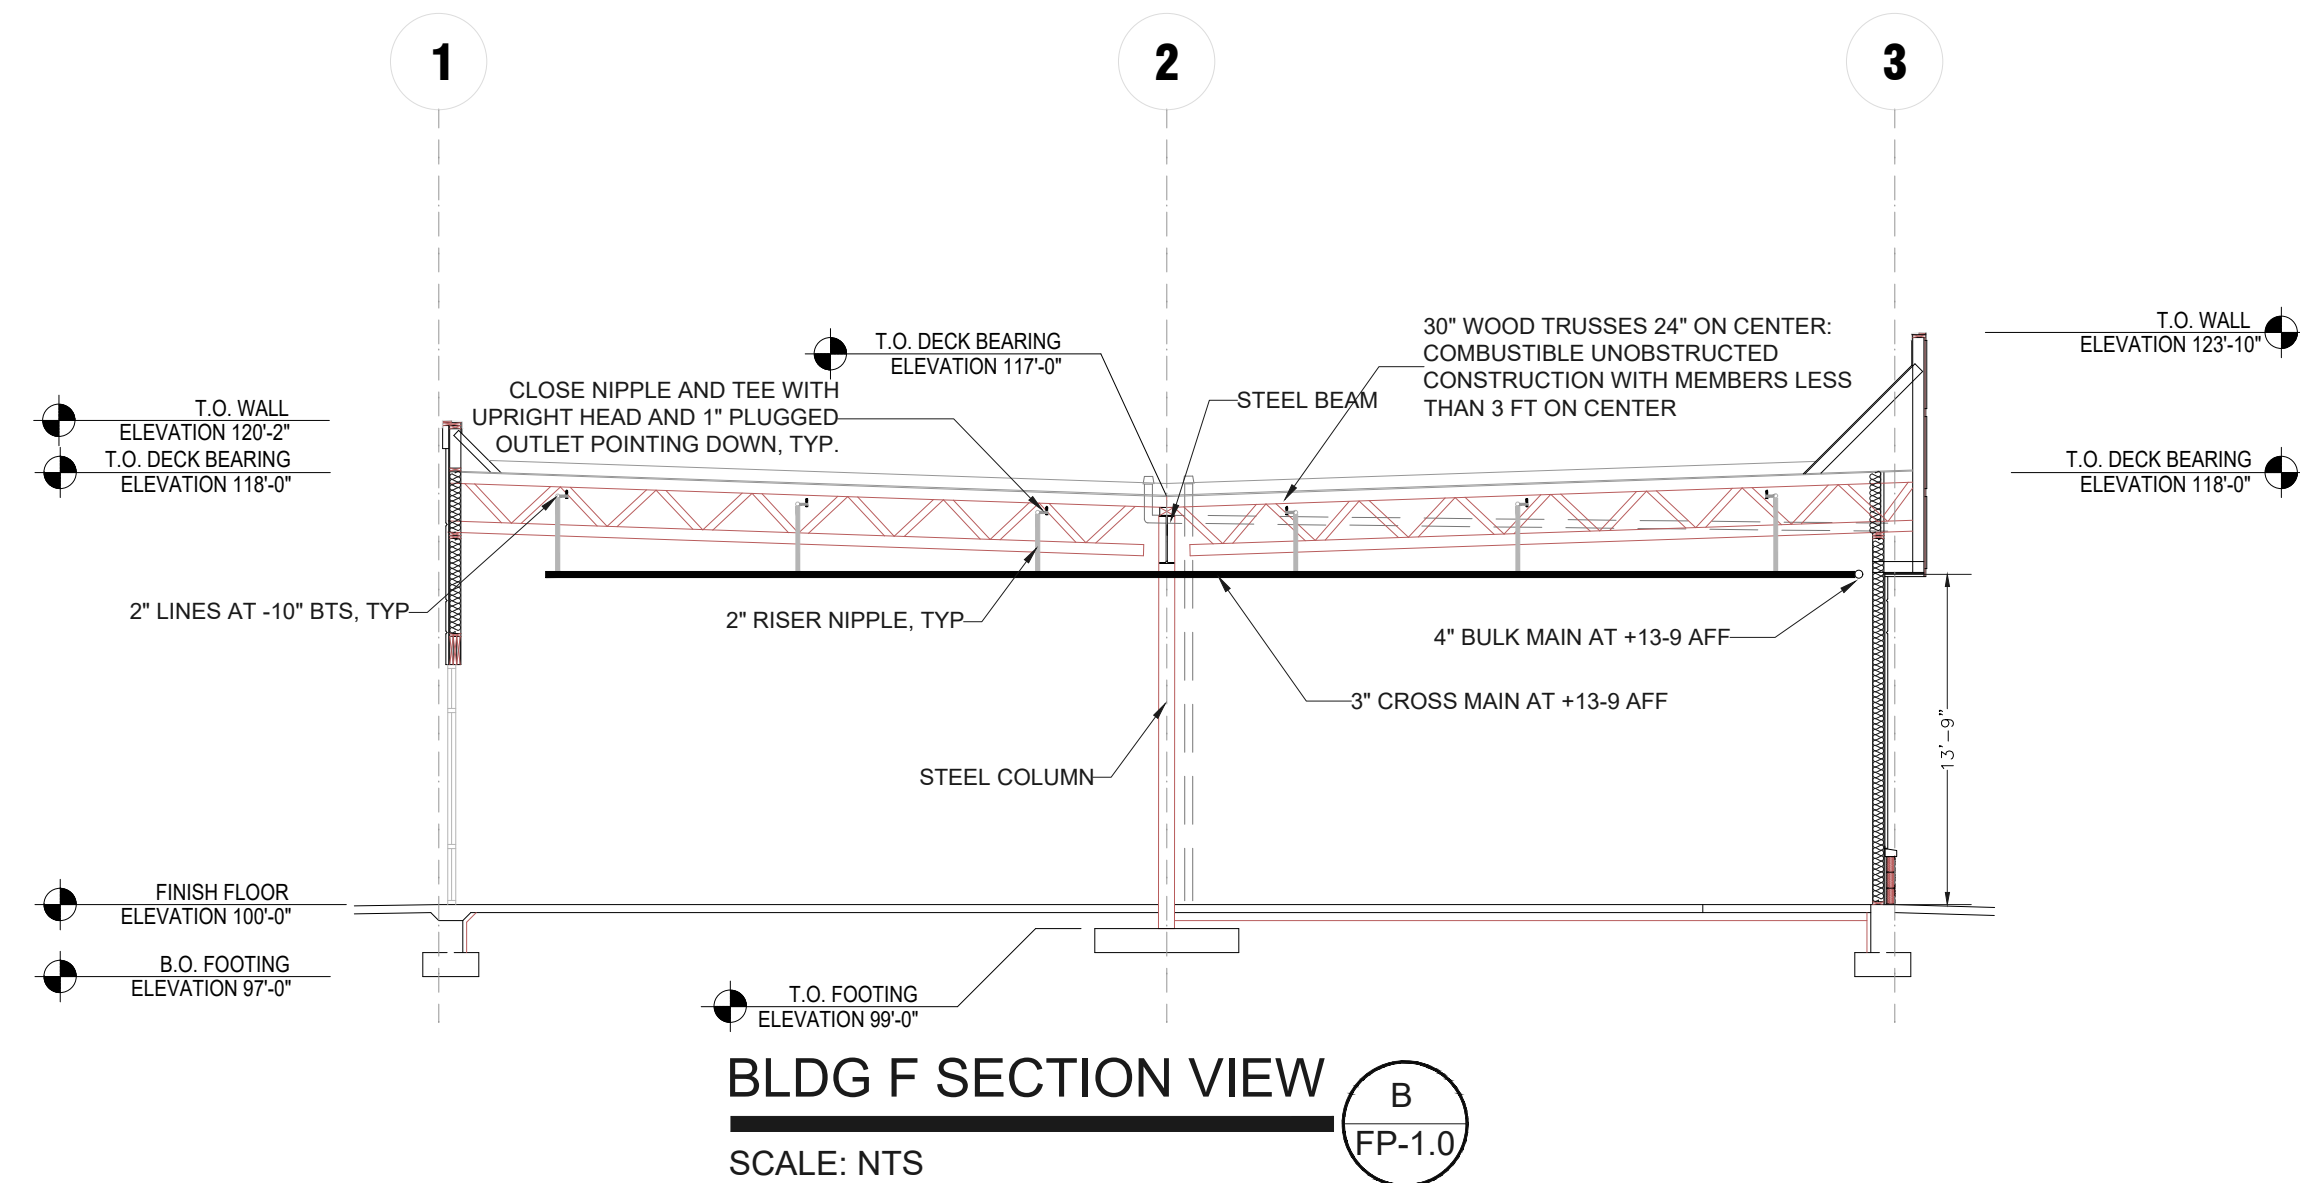 1
2
3
T.O. WALL
ELEVATION 123'-10"
T.O. DECK BEARING
ELEVATION 117'-0"
30" WOOD TRUSSES 24" ON CENTER:
COMBUSTIBLE UNOBSTRUCTED
CONSTRUCTION WITH MEMBERS LESS
THAN 3 FT ON CENTER
CLOSE NIPPLE AND TEE WITH
UPRIGHT HEAD AND 1" PLUGGED
OUTLET POINTING DOWN, TYP.
STEEL BEAM
T.O. WALL
ELEVATION 120'-2"
T.O. DECK BEARING
ELEVATION 118'-0"
T.O. DECK BEARING
ELEVATION 118'-0"
2" LINES AT -10" BTS, TYP
2" RISER NIPPLE, TYP
4" BULK MAIN AT +13-9 AFF
3" CROSS MAIN AT +13-9 AFF
13'-9"
STEEL COLUMN
FINISH FLOOR
ELEVATION 100'-0"
B.O. FOOTING
ELEVATION 97'-0"
T.O. FOOTING
ELEVATION 99'-0"
BLDG F SECTION VIEW
B
FP-1.0
SCALE: NTS